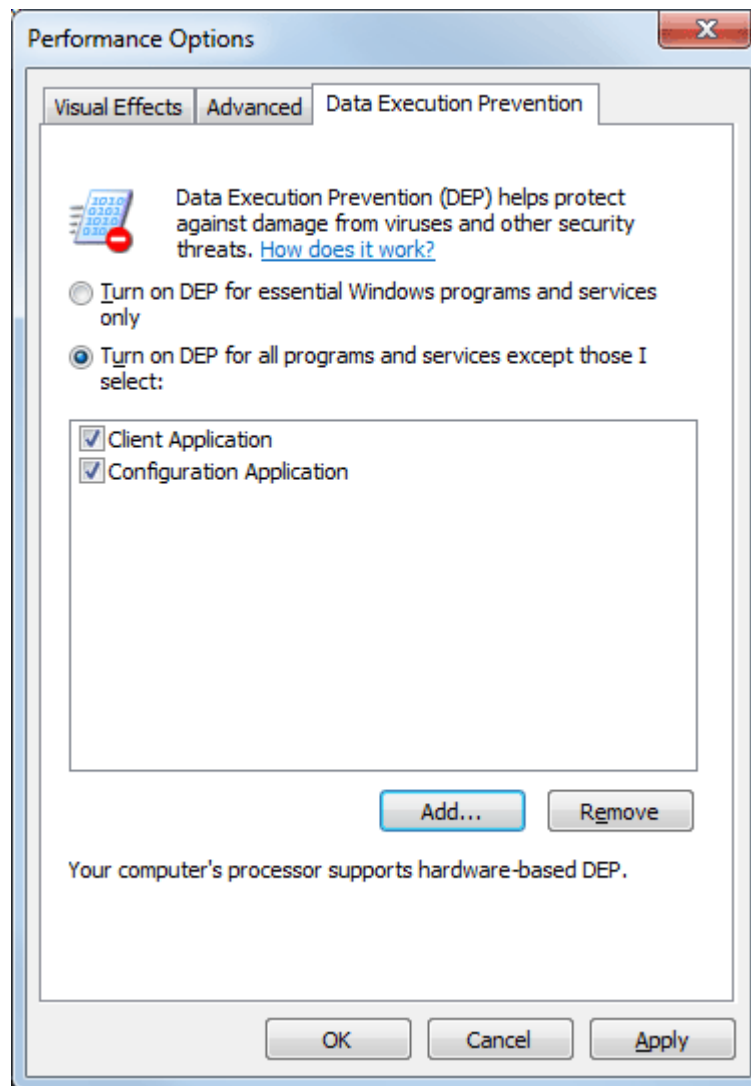 Performance Options
Visual Effects
Advanced
Data Execution Prevention
Data Execution Prevention (DEP) helps protect
against damage from viruses and other security
threats. How does it work?
Turn on DEP for essential Windows programs and services
only
Turn on DEP for all programs and services except those I
select:
Client Application
Configuration Application
Add...
Remove
Your computer's processor supports hardware-based DEP.
OK
Cancel
Apply